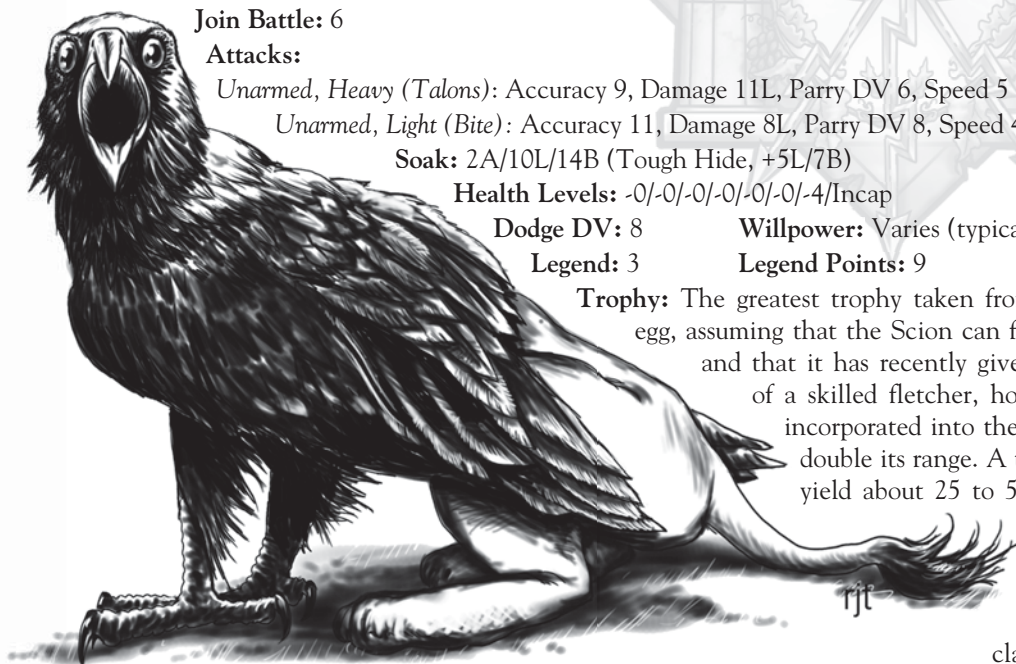 Join Battle: 6
Attacks:
Unarmed, Heavy (Talons): Accuracy 9, Damage 11L, Parry DV 6, Speed 5
Unarmed, Light (Bite): Accuracy 11, Damage 8L, Parry DV 8, Speed 4
Soak: 2A/10L/14B (Tough Hide, +5L/7B)
Health Levels: -0/-0/-0/-0/-0/-0/-4/Incap
Dodge DV: 8 Willpower: Varies (typica
Legend: 3 Legend Points: 9
Trophy: The greatest trophy taken fro
egg, assuming that the Scion can f
and that it has recently give
of a skilled fletcher, ho
incorporated into the
double its range. A
yield about 25 to 5
rjt
cla